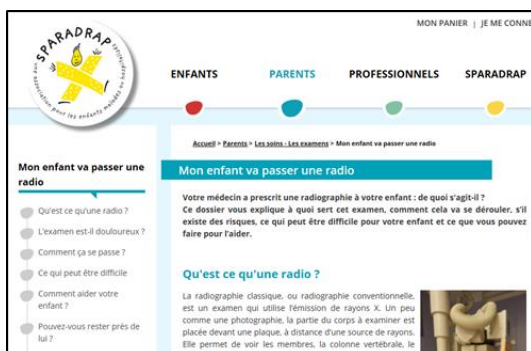 MON PANIER | JE ME CONNE
SPARADRAP
une association pour les enfants malades ou hospitalisés
ENFANTS PARENTS PROFESSIONNELS SPARADRAP
Accueil > Parents > Les soins - Les examens > Mon enfant va passer une radio
Mon enfant va passer une radio
Qu'est ce qu'une radio ?
L'examen est-il douloureux ?
Comment ça se passe ?
Ce qui peut être difficile
Comment aider votre
enfant ?
Pouvez-vous rester près de
lui ?
Mon enfant va passer une radio
Votre médecin a prescrit une radiographie à votre enfant : de quoi s'agit-il ?
Ce dossier vous explique à quoi sert cet examen, comment cela va se dérouler, s'il
existe des risques, ce qui peut être difficile pour votre enfant et ce que vous pouvez
faire pour l'aider.
Qu'est ce qu'une radio ?
La radiographie classique, ou radiographie conventionnelle,
est un examen qui utilise l'émission de rayons X. Un peu
comme une photographie, la partie du corps à examiner est
placée devant une plaque, à distance d'une source de rayons.
Elle permet de voir les membres, la colonne vertébrale, le